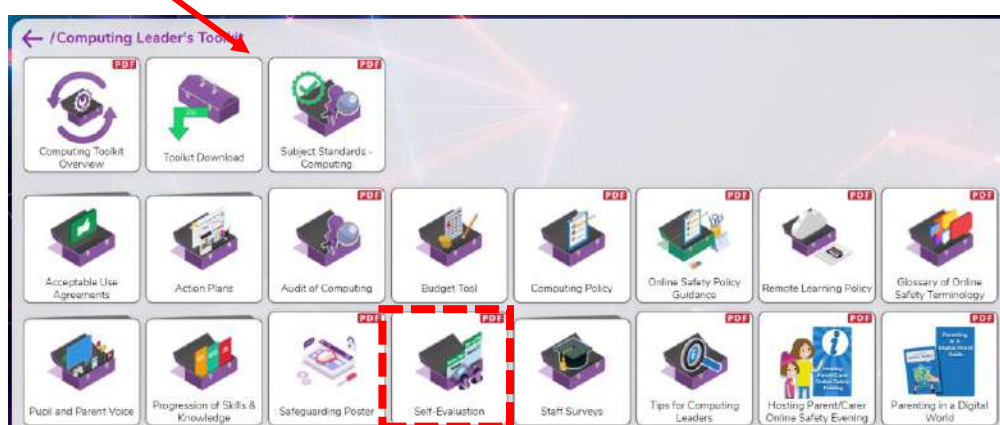 /Computing Leader's Toolkit
PDF PDF
Zip
Computing Toolkit Overview
Toolkit Download
Subject Standards - Computing
PDF PDF PDF PDF PDF PDF
Acceptable Use Agreements
Action Plans
Audit of Computing
Budget Tool
Computing Policy
Online Safety Policy Guidance
Remote Learning Policy
Glossary of Online Safety Terminology
PDF PDF PDF PDF PDF
Pupil and Parent Voice
Progression of Skills & Knowledge
Safeguarding Poster
Self-Evaluation
Staff Surveys
Tips for Computing Leaders
Hosting Parent/Carer Online Safety Evening
Parenting in a Digital World